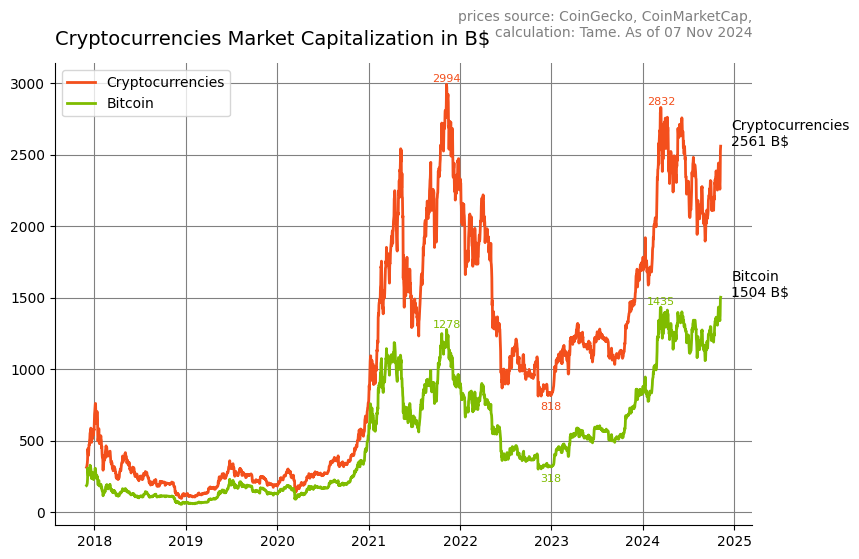 prices source: CoinGecko, CoinMarketCap,
calculation: Tame. As of 07 Nov 2024
Cryptocurrencies Market Capitalization in B$
Cryptocurrencies
Bitcoin
3000
2500
2000
1500
1000
500
0
2994
2832
1278
1435
818
318
Cryptocurrencies
2561 B$
Bitcoin
1504 B$
2018 2019 2020 2021 2022 2023 2024 2025